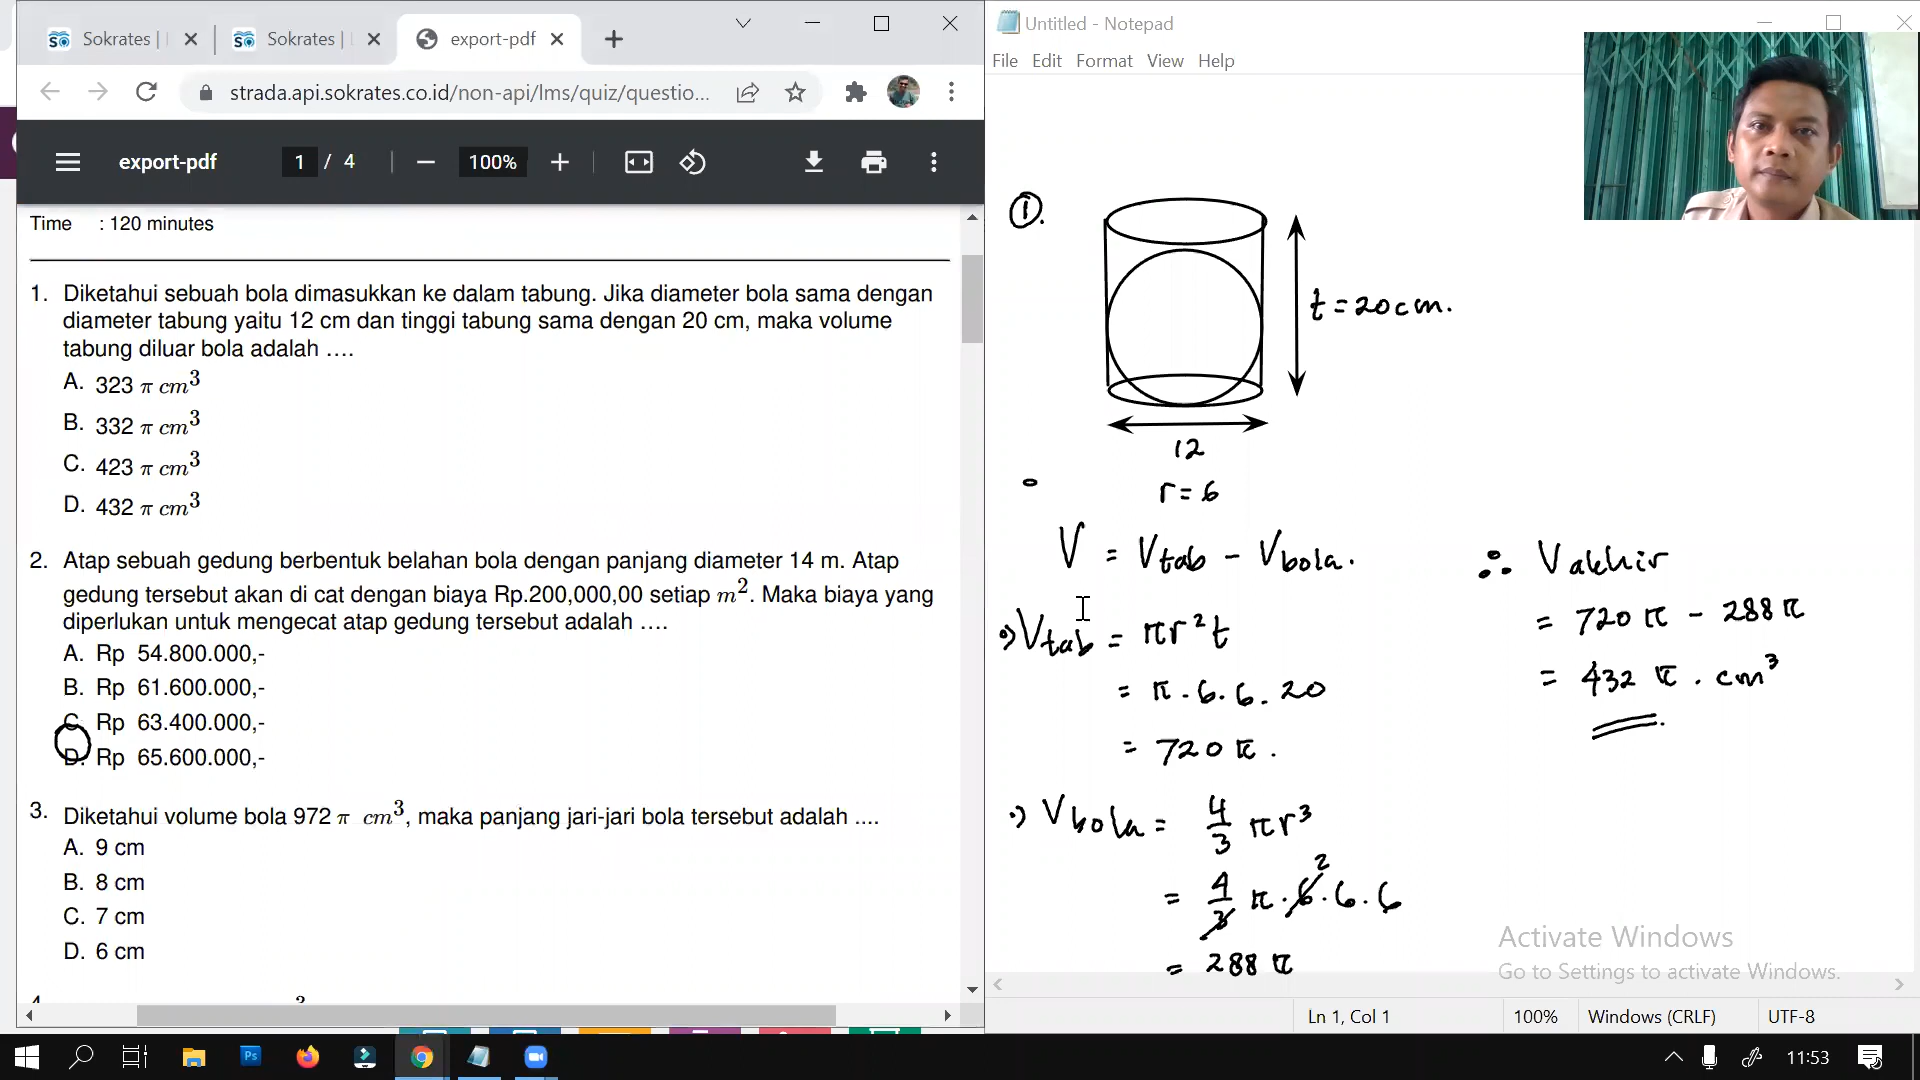 Sokrates |
Sokrates |
export-pdf
strada.api.sokrates.co.id/non-api/lms/quiz/questio...
export-pdf
1 / 4
100%
Time : 120 minutes
1. Diketahui sebuah bola dimasukkan ke dalam tabung. Jika diameter bola sama dengan
diameter tabung yaitu 12 cm dan tinggi tabung sama dengan 20 cm, maka volume
tabung diluar bola adalah ….
A. 323 π cm³
B. 332 π cm³
C. 423 π cm³
D. 432 π cm³
2. Atap sebuah gedung berbentuk belahan bola dengan panjang diameter 14 m. Atap
gedung tersebut akan di cat dengan biaya Rp.200,000,00 setiap m². Maka biaya yang
diperlukan untuk mengecat atap gedung tersebut adalah ….
A. Rp 54.800.000,-
B. Rp 61.600.000,-
C. Rp 63.400.000,-
D. Rp 65.600.000,-
3. Diketahui volume bola 972 π cm³, maka panjang jari-jari bola tersebut adalah ....
A. 9 cm
B. 8 cm
C. 7 cm
D. 6 cm
Untitled - Notepad
File Edit Format View Help
①.
t = 20 cm.
12
r = 6
V = Vtab - Vbola.
Vtab = πr²t
= π . 6 . 6 . 20
= 720 π .
Vbola = 4/3 πr³
2
= 4/3 π . 6 . 6 . 6
= 288 π
∴ Vakhir
= 720 π - 288 π
= 432 π . cm³
Activate Windows
Go to Settings to activate Windows.
Ln 1, Col 1
100%
Windows (CRLF)
UTF-8
Ps
11:53